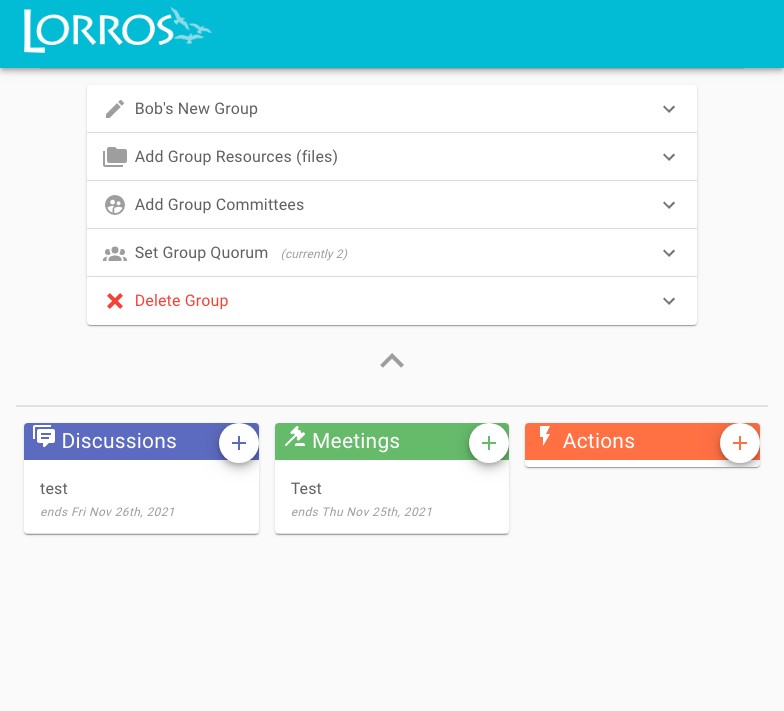 LORROS
Bob's New Group
Add Group Resources (files)
Add Group Committees
Set Group Quorum (currently 2)
Delete Group
Discussions
test
ends Fri Nov 26th, 2021
Meetings
Test
ends Thu Nov 25th, 2021
Actions